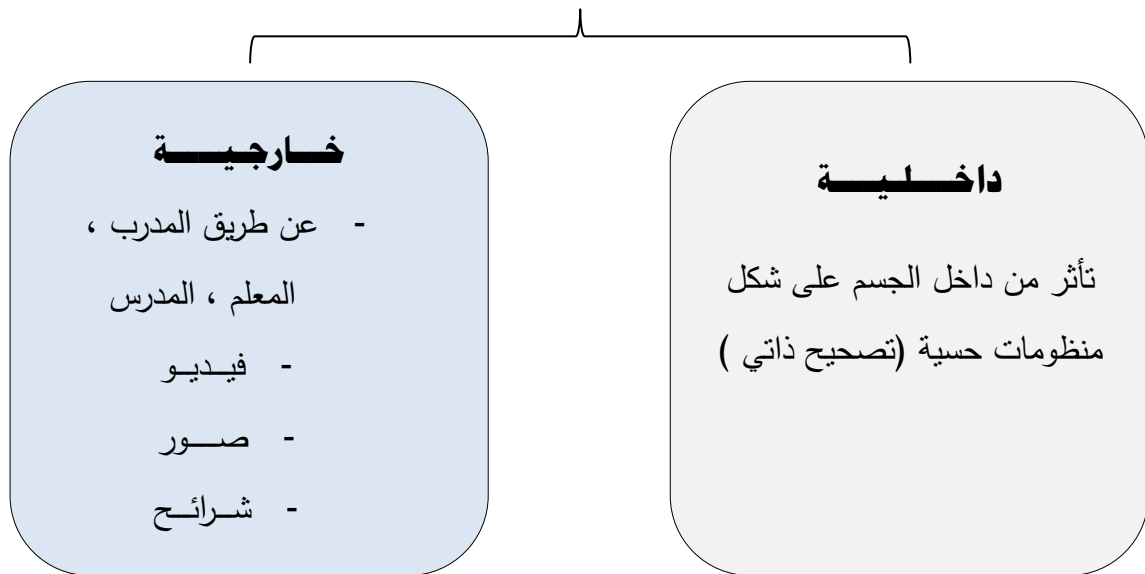 داخلية
تأثر من داخل الجسم على شكل
منظومات حسية (تصحيح ذاتي )
خارجية
- عن طريق المدرب ،
المعلم ، المدرس
- فيديو
- صور
- شرائح